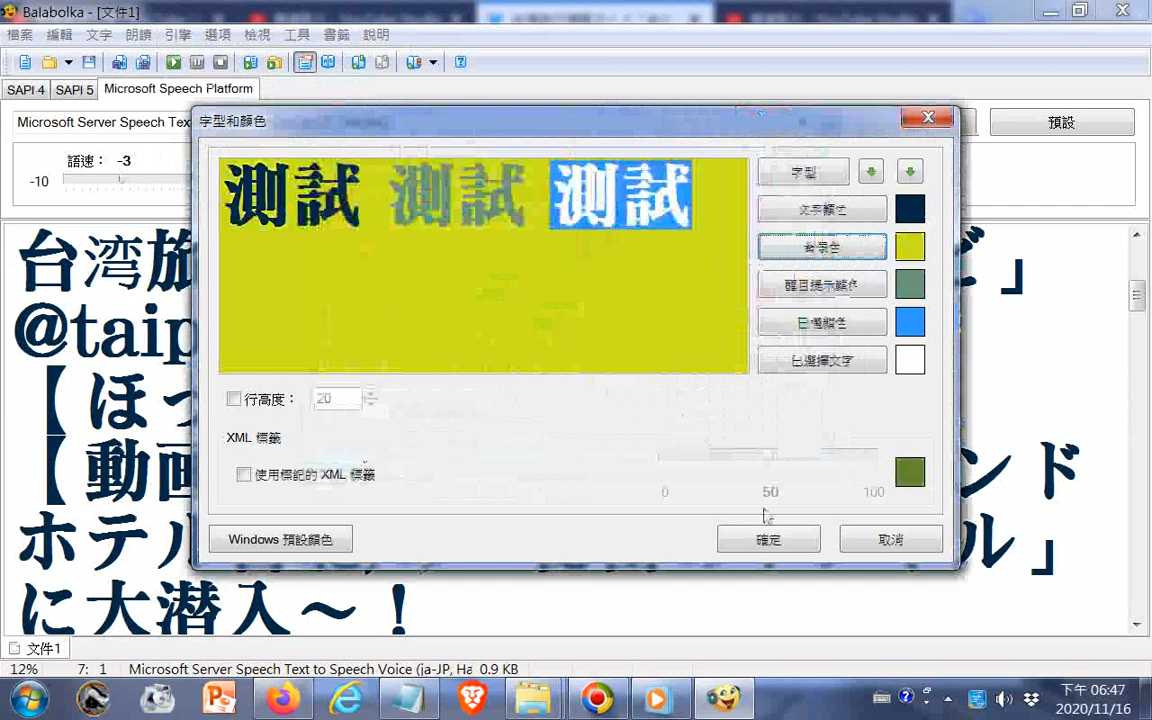 Balabolka - [文件1]
檔案 編輯 文字 朗讀 引擎 選項 檢視 工具 書籤 說明
SAPI 4 SAPI 5 Microsoft Speech Platform
Microsoft Server Speech Text
預設
語速： -3
-10
字型和顏色
測試 測試 測試
字型
文字顏色
背景色
醒目提示顏色
已選顏色
已選擇文字
行高度： 20
XML 標籤
使用標記的 XML 標籤
0 50 100
Windows 預設顏色 確定 取消
台湾旅 ど」
@taip
【ほっ
【動画 ンド
ホテル ル」
に大潜入～！
文件1
12% 7: 1 Microsoft Server Speech Text to Speech Voice (ja-JP, Ha 0.9 KB
下午 06:47
2020/11/16